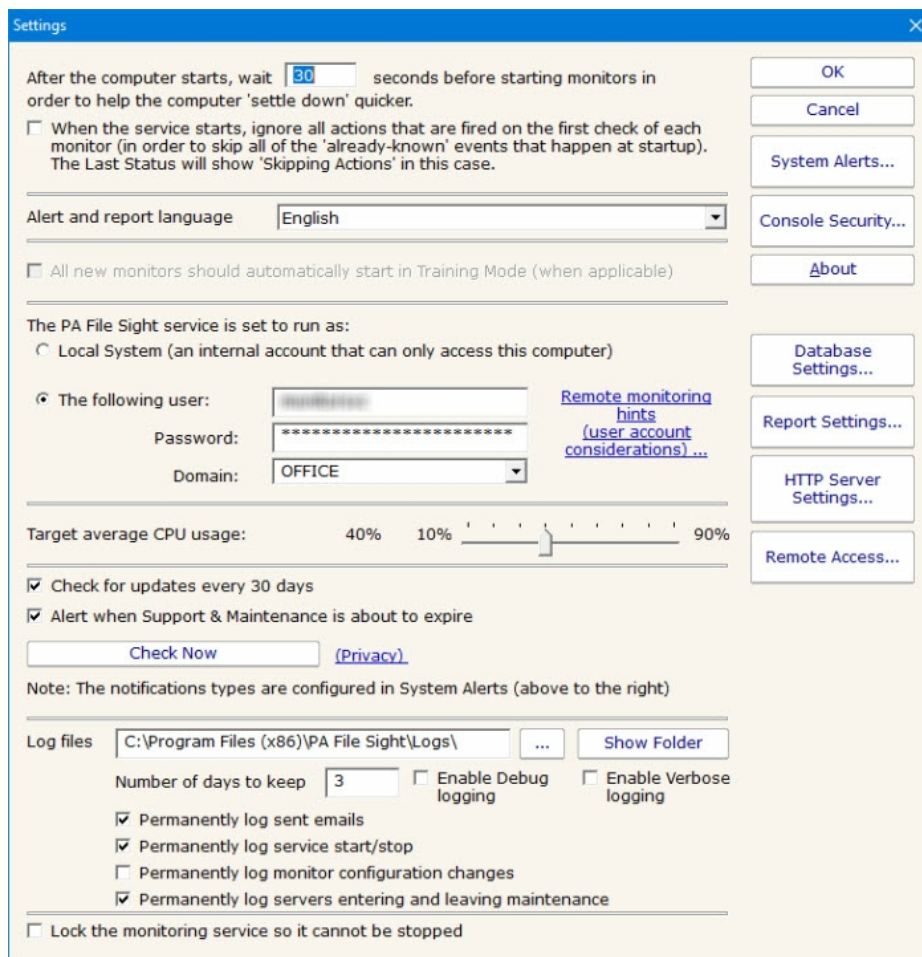 Settings
After the computer starts, wait 30 seconds before starting monitors in
order to help the computer 'settle down' quicker.
When the service starts, ignore all actions that are fired on the first check of each
monitor (in order to skip all of the 'already-known' events that happen at startup).
The Last Status will show 'Skipping Actions' in this case.
Alert and report language English
All new monitors should automatically start in Training Mode (when applicable)
The PA File Sight service is set to run as:
Local System (an internal account that can only access this computer)
The following user:
Password: ***********************
Domain: OFFICE
Remote monitoring
hints
(user account
considerations) ...
Target average CPU usage: 40% 10% 90%
Check for updates every 30 days
Alert when Support & Maintenance is about to expire
Check Now (Privacy)
Note: The notifications types are configured in System Alerts (above to the right)
Log files C:\Program Files (x86)\PA File Sight\Logs\ ... Show Folder
Number of days to keep 3
Enable Debug
logging
Enable Verbose
logging
Permanently log sent emails
Permanently log service start/stop
Permanently log monitor configuration changes
Permanently log servers entering and leaving maintenance
Lock the monitoring service so it cannot be stopped
OK
Cancel
System Alerts...
Console Security...
About
Database
Settings...
Report Settings...
HTTP Server
Settings...
Remote Access...